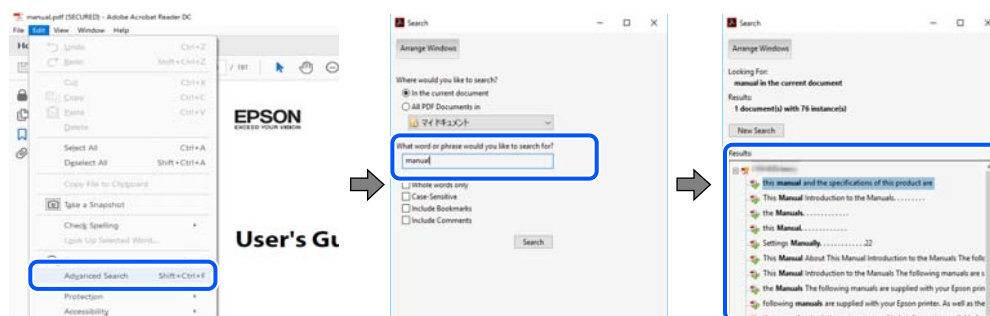 manual.pdf (SECURED) - Adobe Acrobat Reader DC
File Edit View Window Help
Undo Ctrl+Z
Redo Shift+Ctrl+Z
Cut Ctrl+X
Copy Ctrl+C
Paste Ctrl+V
Delete
Select All Ctrl+A
Deselect All Shift+Ctrl+A
Copy File to Clipboard
Take a Snapshot
Check Spelling
Look Up Selected Word...
Advanced Search Shift+Ctrl+F
Protection
Accessibility
/ 181
EPSON
EXCEED YOUR VISION
User's Gu
Search
Arrange Windows
Where would you like to search?
In the current document
All PDF Documents in
マイ ドキュメント
What word or phrase would you like to search for?
manual
Whole words only
Case-Sensitive
Include Bookmarks
Include Comments
Search
Search
Arrange Windows
Looking For:
manual in the current document
Results:
1 document(s) with 76 instance(s)
New Search
Results:
this manual and the specifications of this product are
This Manual Introduction to the Manuals. . . . . . . . .
the Manuals. . . . . . . . . . . .
this Manual. . . . . . . . . . . .
Settings Manually. . . . . . . . . . . .22
This Manual About This Manual Introduction to the Manuals The follo
This Manual Introduction to the Manuals The following manuals are s
the Manuals The following manuals are supplied with your Epson prin
following manuals are supplied with your Epson printer. As well as the